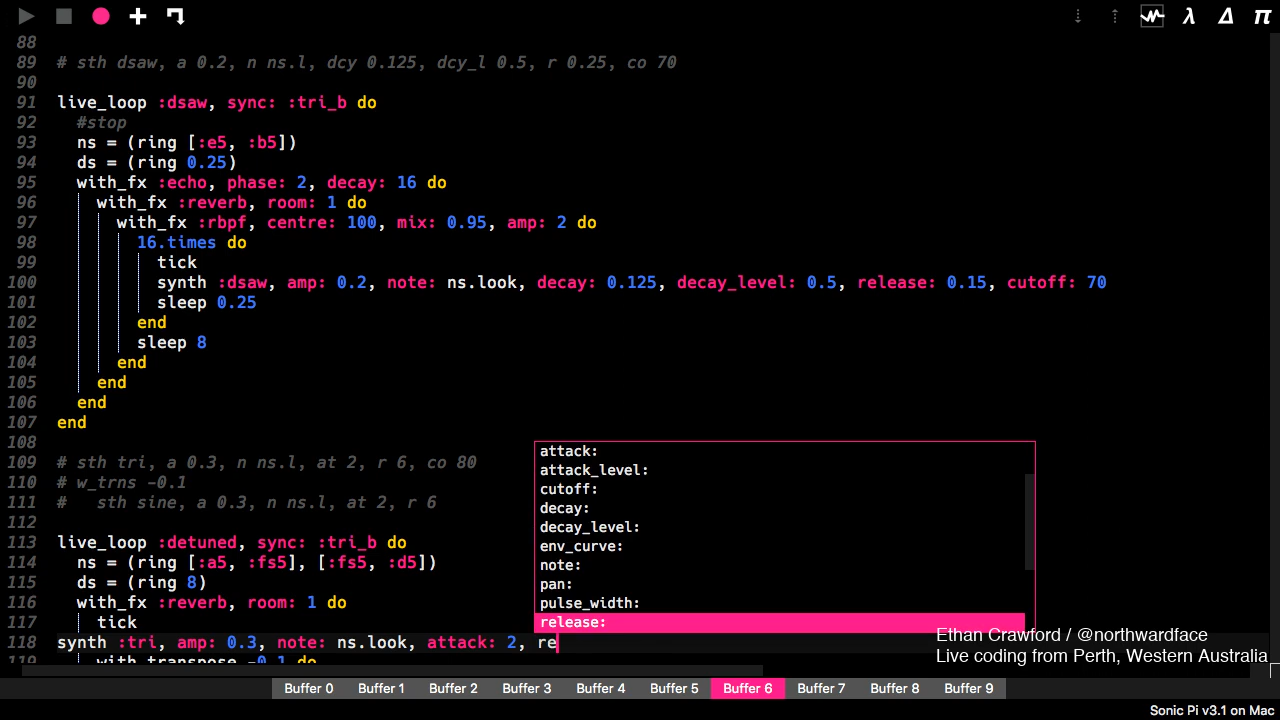 λ Δ π
88
89 # sth dsaw, a 0.2, n ns.l, dcy 0.125, dcy_l 0.5, r 0.25, co 70
90
91 live_loop :dsaw, sync: :tri_b do
92 #stop
93 ns = (ring [:e5, :b5])
94 ds = (ring 0.25)
95 with_fx :echo, phase: 2, decay: 16 do
96 with_fx :reverb, room: 1 do
97 with_fx :rbpf, centre: 100, mix: 0.95, amp: 2 do
98 16.times do
99 tick
100 synth :dsaw, amp: 0.2, note: ns.look, decay: 0.125, decay_level: 0.5, release: 0.15, cutoff: 70
101 sleep 0.25
102 end
103 sleep 8
104 end
105 end
106 end
107 end
108
109 # sth tri, a 0.3, n ns.l, at 2, r 6, co 80
110 # w_trns -0.1
111 # sth sine, a 0.3, n ns.l, at 2, r 6
112
113 live_loop :detuned, sync: :tri_b do
114 ns = (ring [:a5, :fs5], [:fs5, :d5])
115 ds = (ring 8)
116 with_fx :reverb, room: 1 do
117 tick
118 synth :tri, amp: 0.3, note: ns.look, attack: 2, re
119 with_transpose -0.1 do
attack:
attack_level:
cutoff:
decay:
decay_level:
env_curve:
note:
pan:
pulse_width:
release:
Ethan Crawford / @northwardface
Live coding from Perth, Western Australia
Buffer 0 Buffer 1 Buffer 2 Buffer 3 Buffer 4 Buffer 5 Buffer 6 Buffer 7 Buffer 8 Buffer 9
Sonic Pi v3.1 on Mac